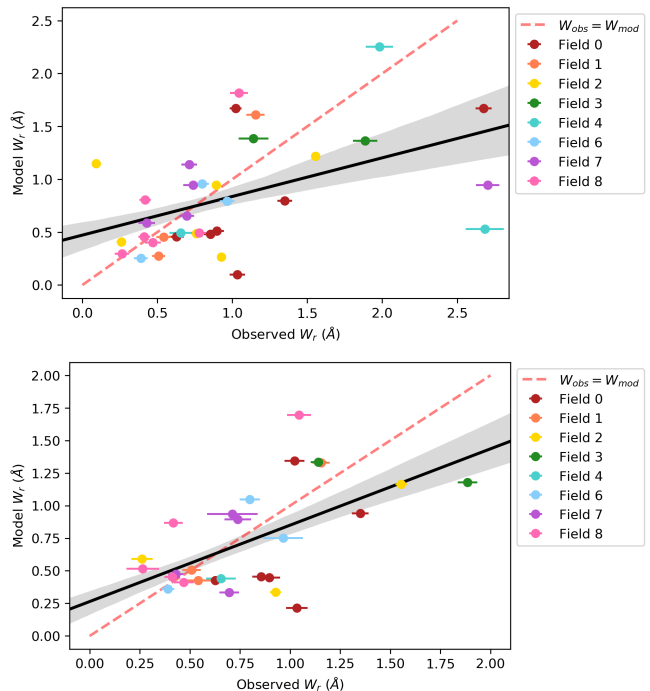 2.5
2.0
1.5
1.0
0.5
0.0
Model W_r (Å)
0.0 0.5 1.0 1.5 2.0 2.5
Observed W_r (Å)
W_obs = W_mod
Field 0
Field 1
Field 2
Field 3
Field 4
Field 6
Field 7
Field 8
2.00
1.75
1.50
1.25
1.00
0.75
0.50
0.25
0.00
Model W_r (Å)
0.00 0.25 0.50 0.75 1.00 1.25 1.50 1.75 2.00
Observed W_r (Å)
W_obs = W_mod
Field 0
Field 1
Field 2
Field 3
Field 4
Field 6
Field 7
Field 8